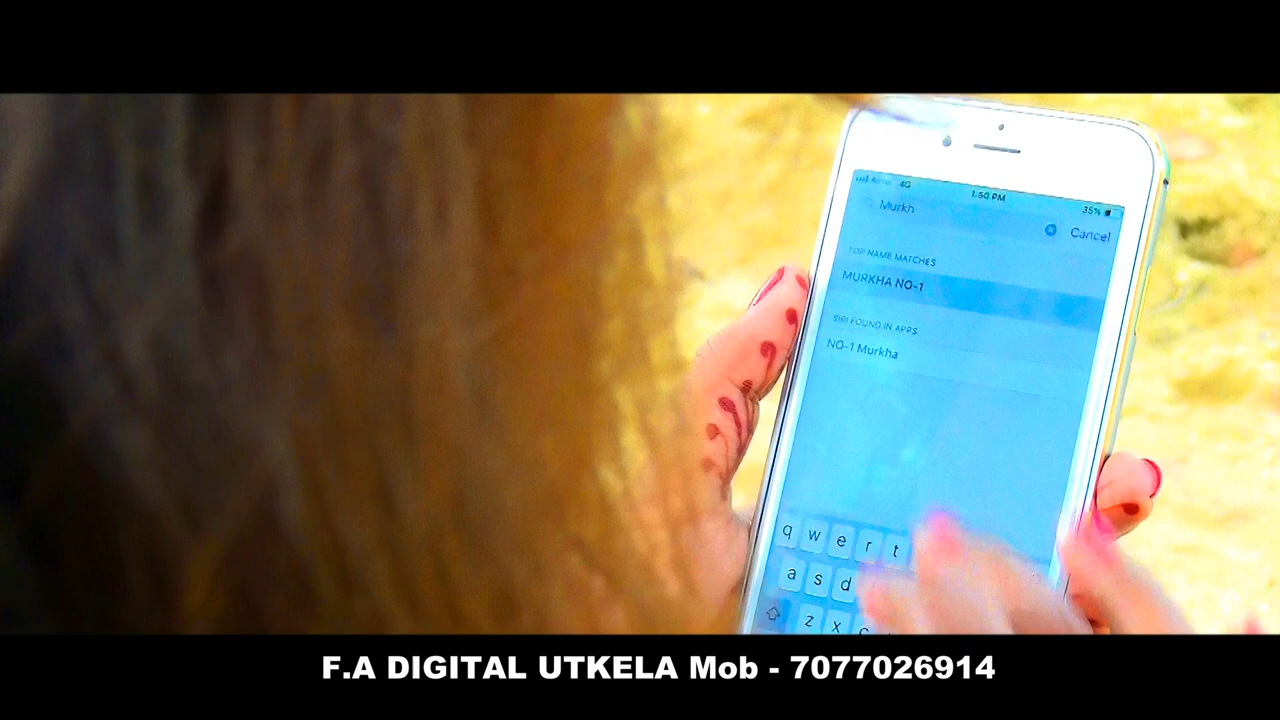 4G 1:50 PM 35%
Murkh
Cancel
TOP NAME MATCHES
MURKHA NO-1
SIRI FOUND IN APPS
NO-1 Murkha
q w e r t
a s d
z x c
F.A DIGITAL UTKELA Mob - 7077026914